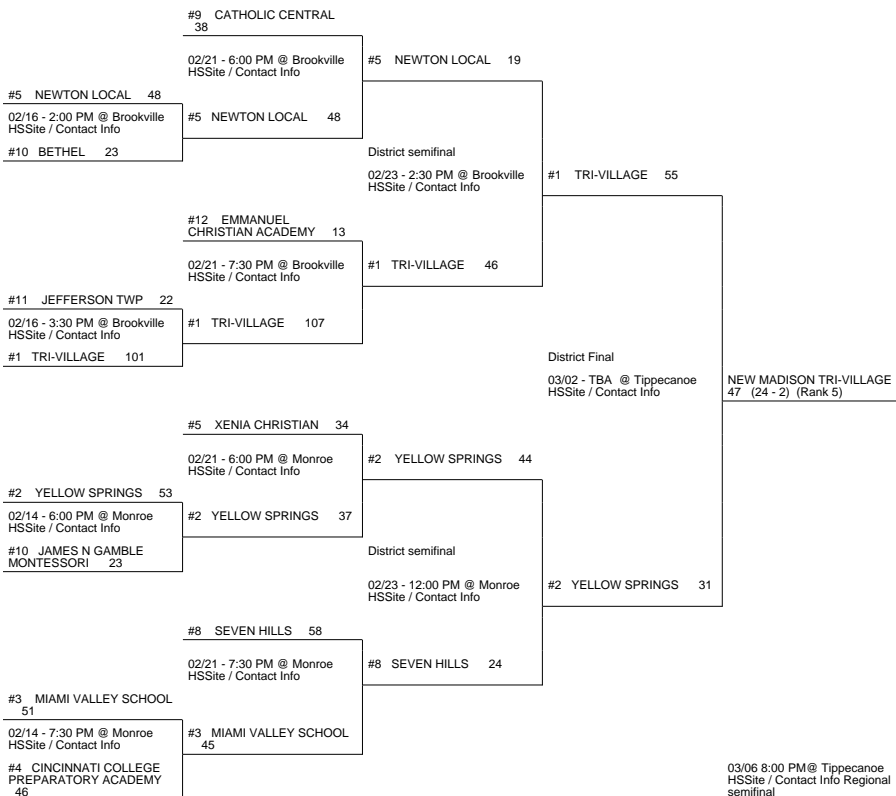 #9 CATHOLIC CENTRAL
38
02/21 - 6:00 PM @ Brookville
HSSite / Contact Info
#5 NEWTON LOCAL 19
#5 NEWTON LOCAL 48
02/16 - 2:00 PM @ Brookville
HSSite / Contact Info
#5 NEWTON LOCAL 48
#10 BETHEL 23
District semifinal
02/23 - 2:30 PM @ Brookville
HSSite / Contact Info
#1 TRI-VILLAGE 55
#12 EMMANUEL
CHRISTIAN ACADEMY 13
02/21 - 7:30 PM @ Brookville
HSSite / Contact Info
#1 TRI-VILLAGE 46
#11 JEFFERSON TWP 22
02/16 - 3:30 PM @ Brookville
HSSite / Contact Info
#1 TRI-VILLAGE 107
#1 TRI-VILLAGE 101
District Final
03/02 - TBA @ Tippecanoe
HSSite / Contact Info
NEW MADISON TRI-VILLAGE
47 (24 - 2) (Rank 5)
#5 XENIA CHRISTIAN 34
02/21 - 6:00 PM @ Monroe
HSSite / Contact Info
#2 YELLOW SPRINGS 44
#2 YELLOW SPRINGS 53
02/14 - 6:00 PM @ Monroe
HSSite / Contact Info
#2 YELLOW SPRINGS 37
#10 JAMES N GAMBLE
MONTESSORI 23
District semifinal
02/23 - 12:00 PM @ Monroe
HSSite / Contact Info
#2 YELLOW SPRINGS 31
#8 SEVEN HILLS 58
02/21 - 7:30 PM @ Monroe
HSSite / Contact Info
#8 SEVEN HILLS 24
#3 MIAMI VALLEY SCHOOL
51
02/14 - 7:30 PM @ Monroe
HSSite / Contact Info
#3 MIAMI VALLEY SCHOOL
45
#4 CINCINNATI COLLEGE
PREPARATORY ACADEMY
46
03/06 8:00 PM@ Tippecanoe
HSSite / Contact Info Regional
semifinal